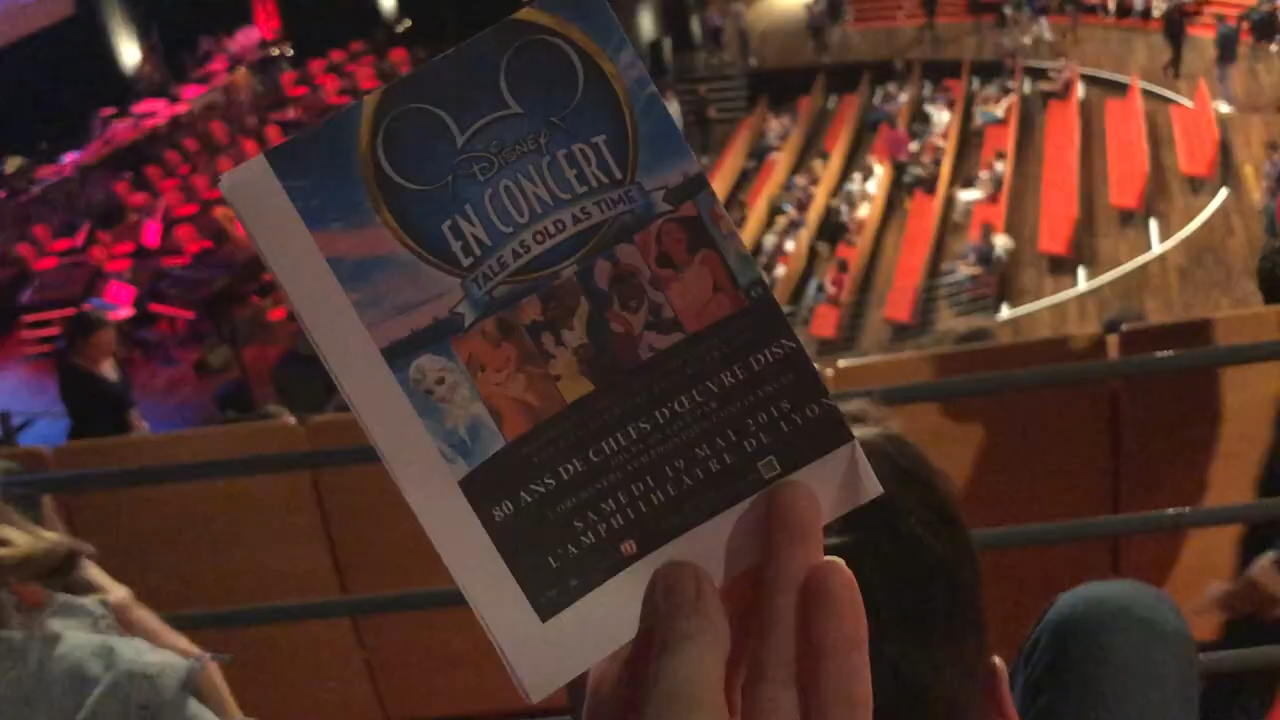 Disney
EN CONCERT
TALE AS OLD AS TIME
80 ANS DE CHEFS-D'ŒUVRE DISN
SAMEDI 19 MAI 2018
L'AMPHITHÉÂTRE DE LYON